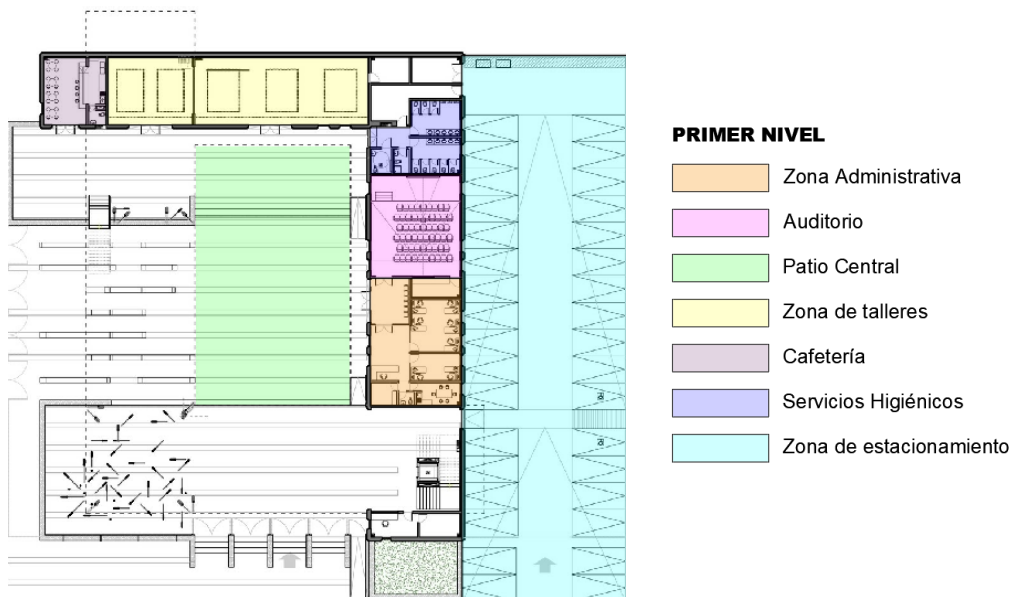 PRIMER NIVEL
Zona Administrativa
Auditorio
Patio Central
Zona de talleres
Cafetería
Servicios Higiénicos
Zona de estacionamiento